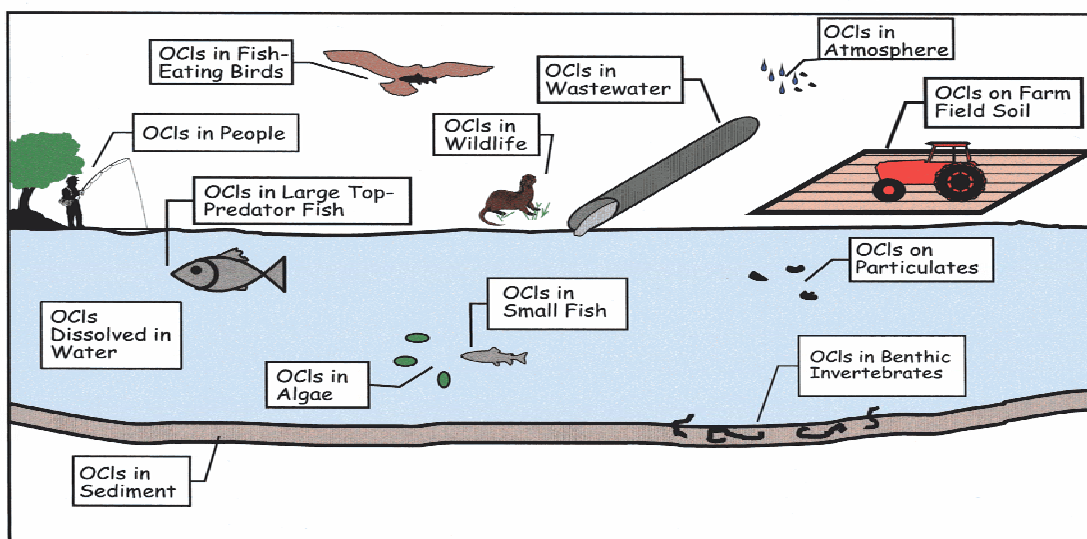 OCls in Fish-
Eating Birds
OCls in
Wastewater
OCls in
Atmosphere
OCls on Farm
Field Soil
OCls in People
OCls in
Wildlife
OCls in Large Top-
Predator Fish
OCls on
Particulates
OCls in
Small Fish
OCls
Dissolved in
Water
OCls in
Algae
OCls in Benthic
Invertebrates
OCls in
Sediment